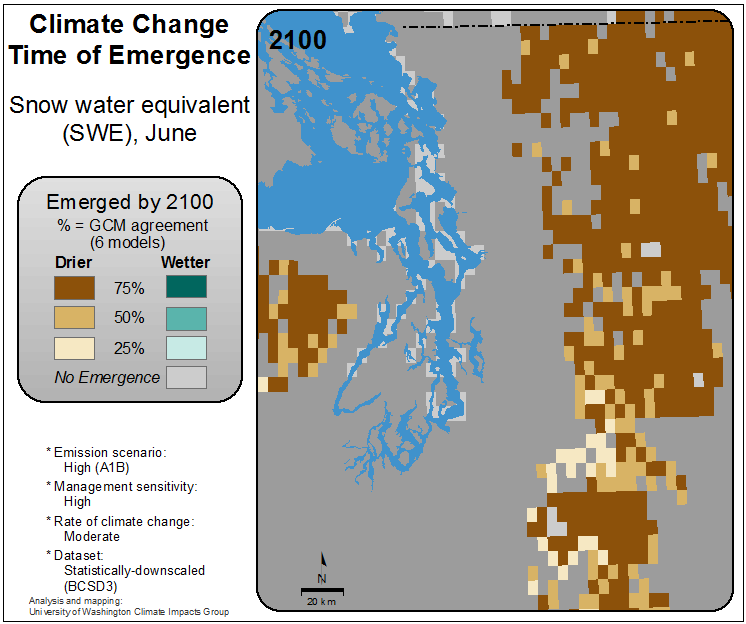 Climate Change
Time of Emergence
Snow water equivalent
(SWE), June
Emerged by 2100
% = GCM agreement
(6 models)
Drier Wetter
75%
50%
25%
No Emergence
* Emission scenario:
High (A1B)
* Management sensitivity:
High
* Rate of climate change:
Moderate
* Dataset:
Statistically-downscaled
(BCSD3)
Analysis and mapping:
University of Washington Climate Impacts Group
2100
N
20 km